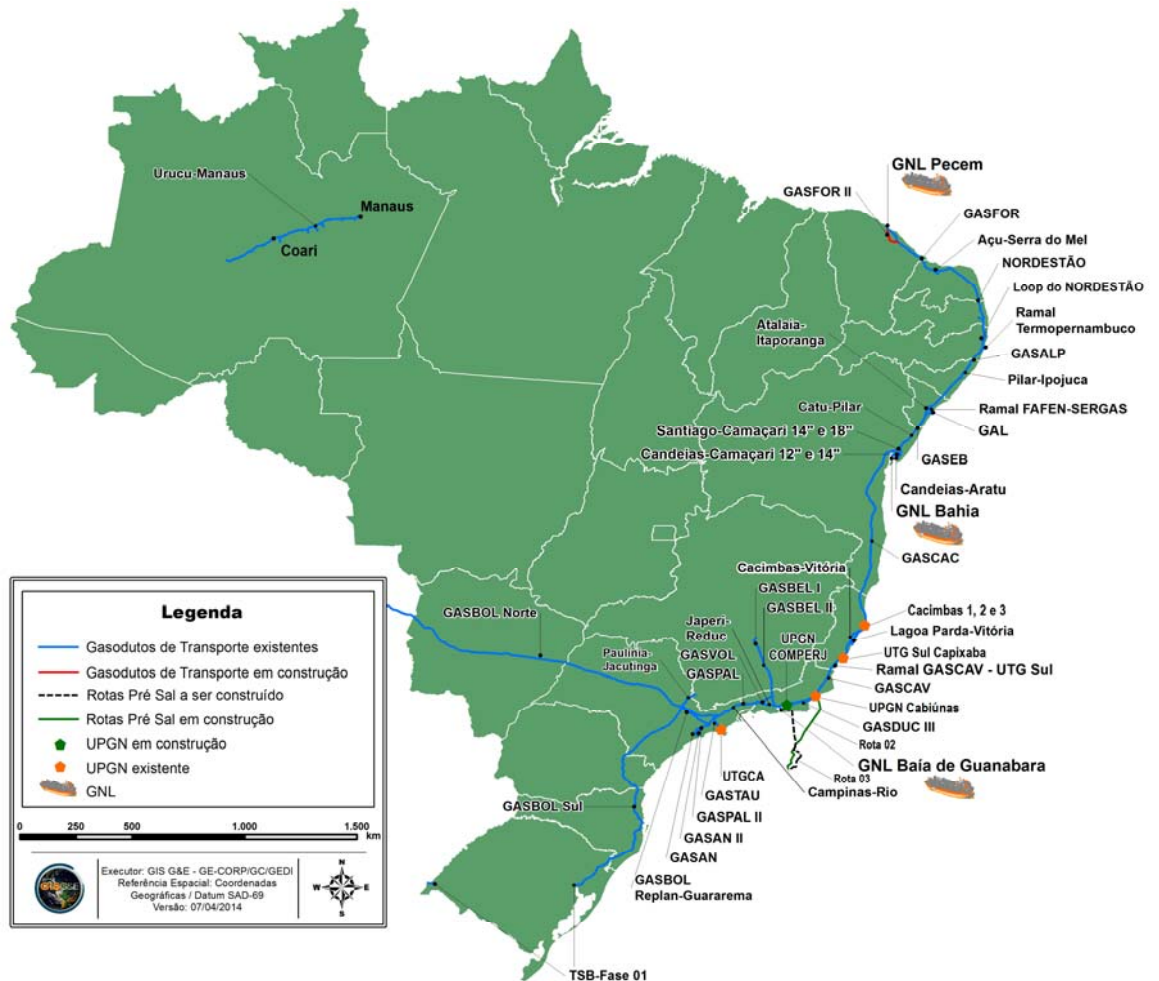 Urucu-Manaus
Manaus
Coari
GNL Pecem
GASFOR II
GASFOR
Açu-Serra do Mel
NORDESTÃO
Loop do NORDESTÃO
Ramal
Termopernambuco
Atalaia-
Itaporanga
GASALP
Pilar-Ipojuca
Catu-Pilar
Ramal FAFEN-SERGAS
GAL
Santiago-Camaçari 14" e 18"
Candeias-Camaçari 12" e 14"
GASEB
Candeias-Aratu
GNL Bahia
GASCAC
Cacimbas-Vitória
GASBEL I
GASBEL II
Cacimbas 1, 2 e 3
Lagoa Parda-Vitória
UTG Sul Capixaba
Ramal GASCAV - UTG Sul
GASCAV
UPGN Cabiúnas
GASDUC III
Rota 02
GNL Baía de Guanabara
Rota 03
Campinas-Rio
Japeri-
Reduc
GASVOL
GASPAL
UPGN
COMPERJ
Paulínia-
Jacutinga
GASBOL Norte
UTGCA
GASTAU
GASPAL II
GASAN II
GASAN
GASBOL
Replan-Guararema
GASBOL Sul
TSB-Fase 01
Legenda
Gasodutos de Transporte existentes
Gasodutos de Transporte em construção
Rotas Pré Sal a ser construído
Rotas Pré Sal em construção
UPGN em construção
UPGN existente
GNL
0 250 500 1.000 1.500
km
GIS G&E
Executor: GIS G&E - GE-CORP/GC/GEDI
Referência Espacial: Coordenadas
Geográficas / Datum SAD-69
Versão: 07/04/2014
N
W E
S